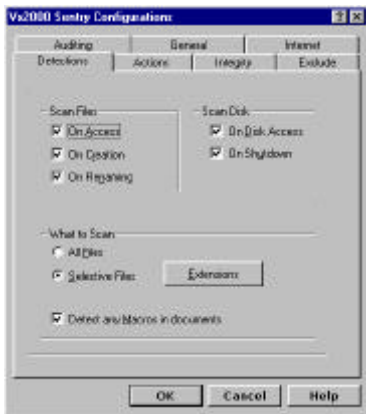 Vx2000 Sentry Configurations
Auditing General Internet
Detections Actions Integrity Exclude
Scan Files Scan Disk
On Access On Disk Access
On Creation On Shutdown
On Renaming
What to Scan
All Files
Selective Files Extensions
Detect any Macros in documents
OK Cancel Help